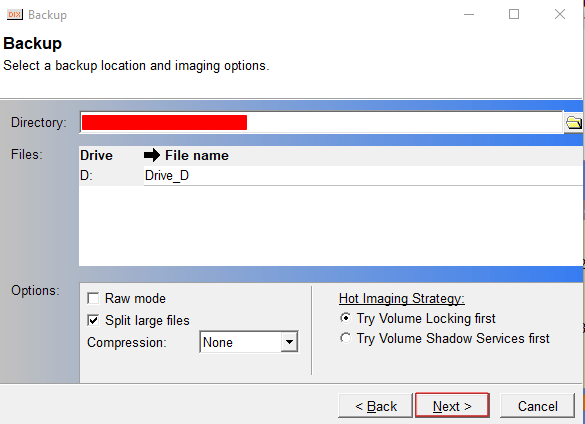 DIX Backup
Backup
Select a backup location and imaging options.
Directory:
Files:
Drive File name
D: Drive_D
Options:
Raw mode
Split large files
Compression: None
Hot Imaging Strategy:
Try Volume Locking first
Try Volume Shadow Services first
< Back Next > Cancel